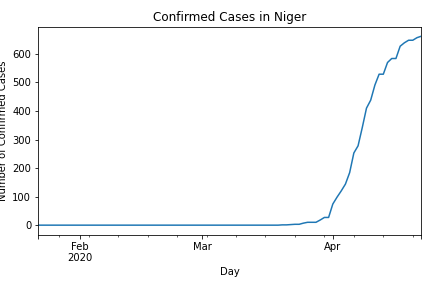 Confirmed Cases in Niger
Number of Confirmed Cases
600
500
400
300
200
100
0
Feb
2020
Mar
Apr
Day